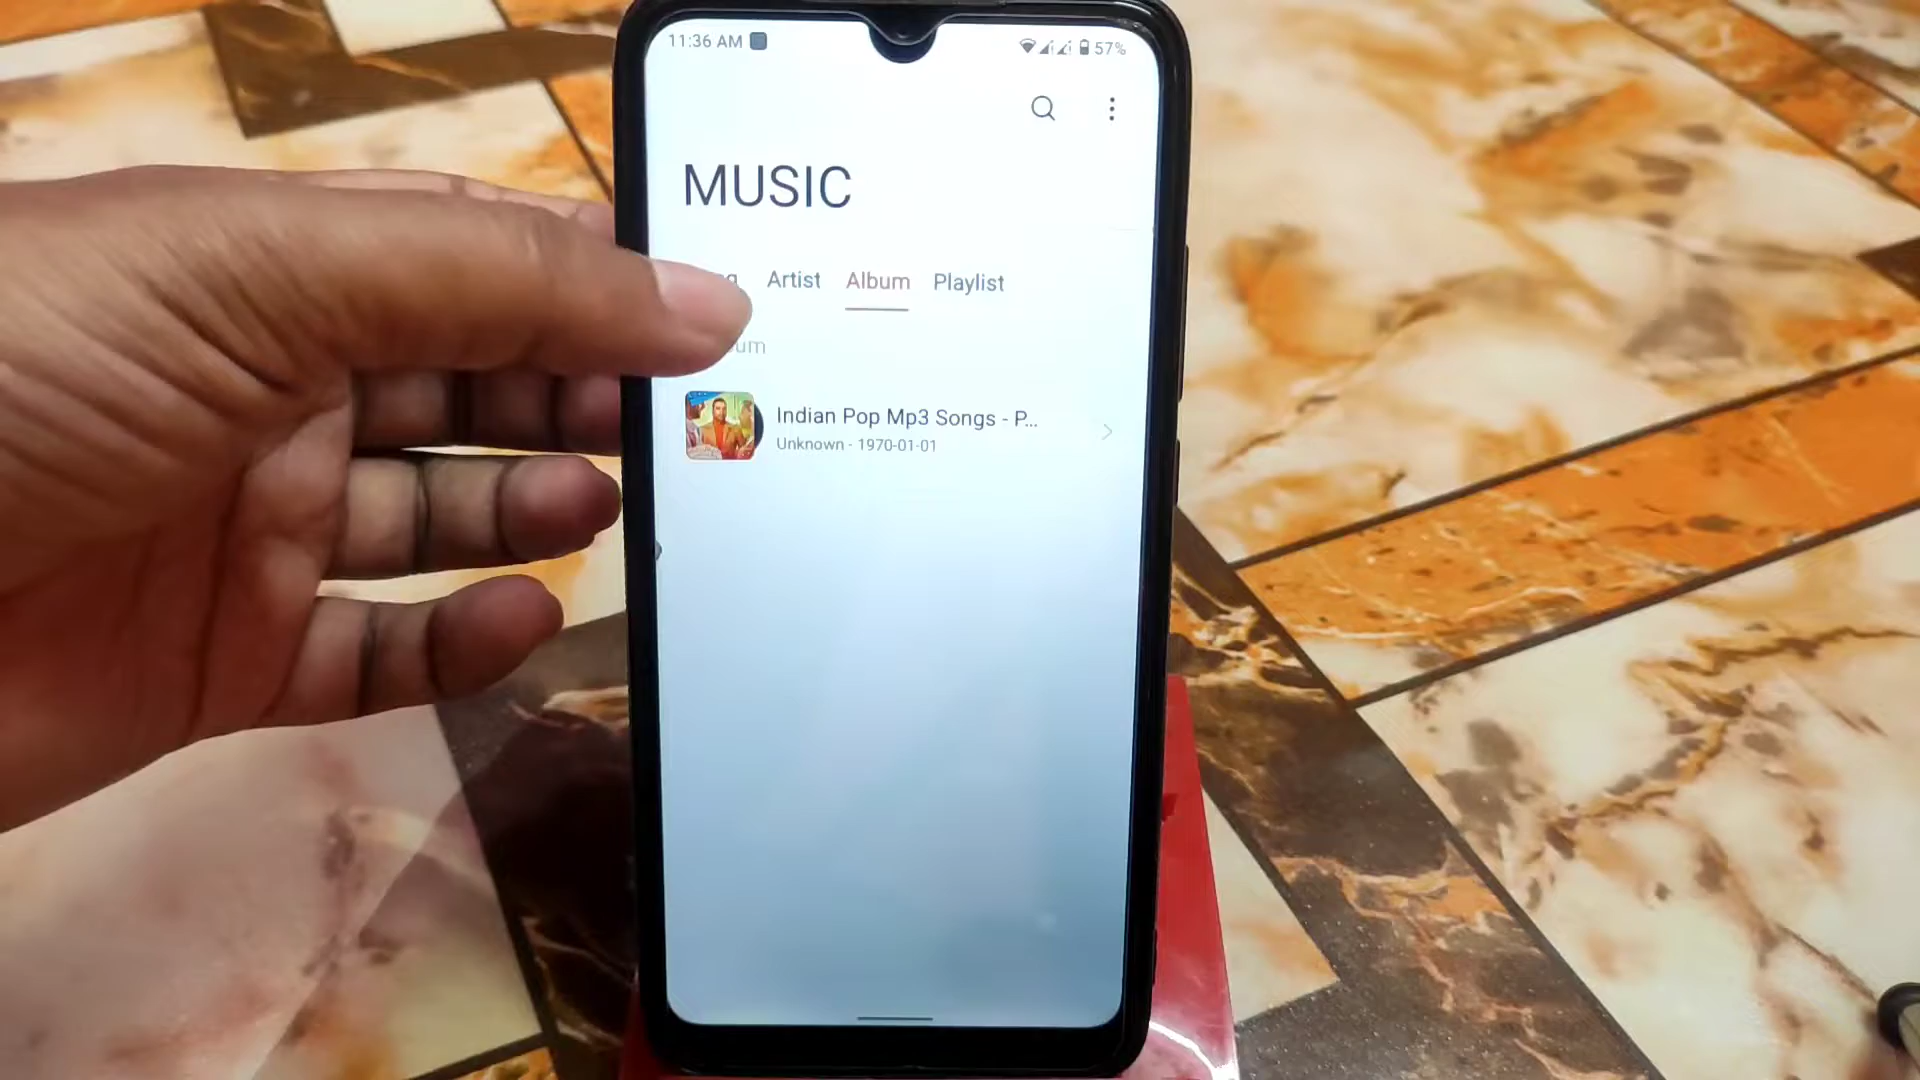 11:36 AM
57%
MUSIC
Artist Album Playlist
Indian Pop Mp3 Songs - P...
Unknown - 1970-01-01